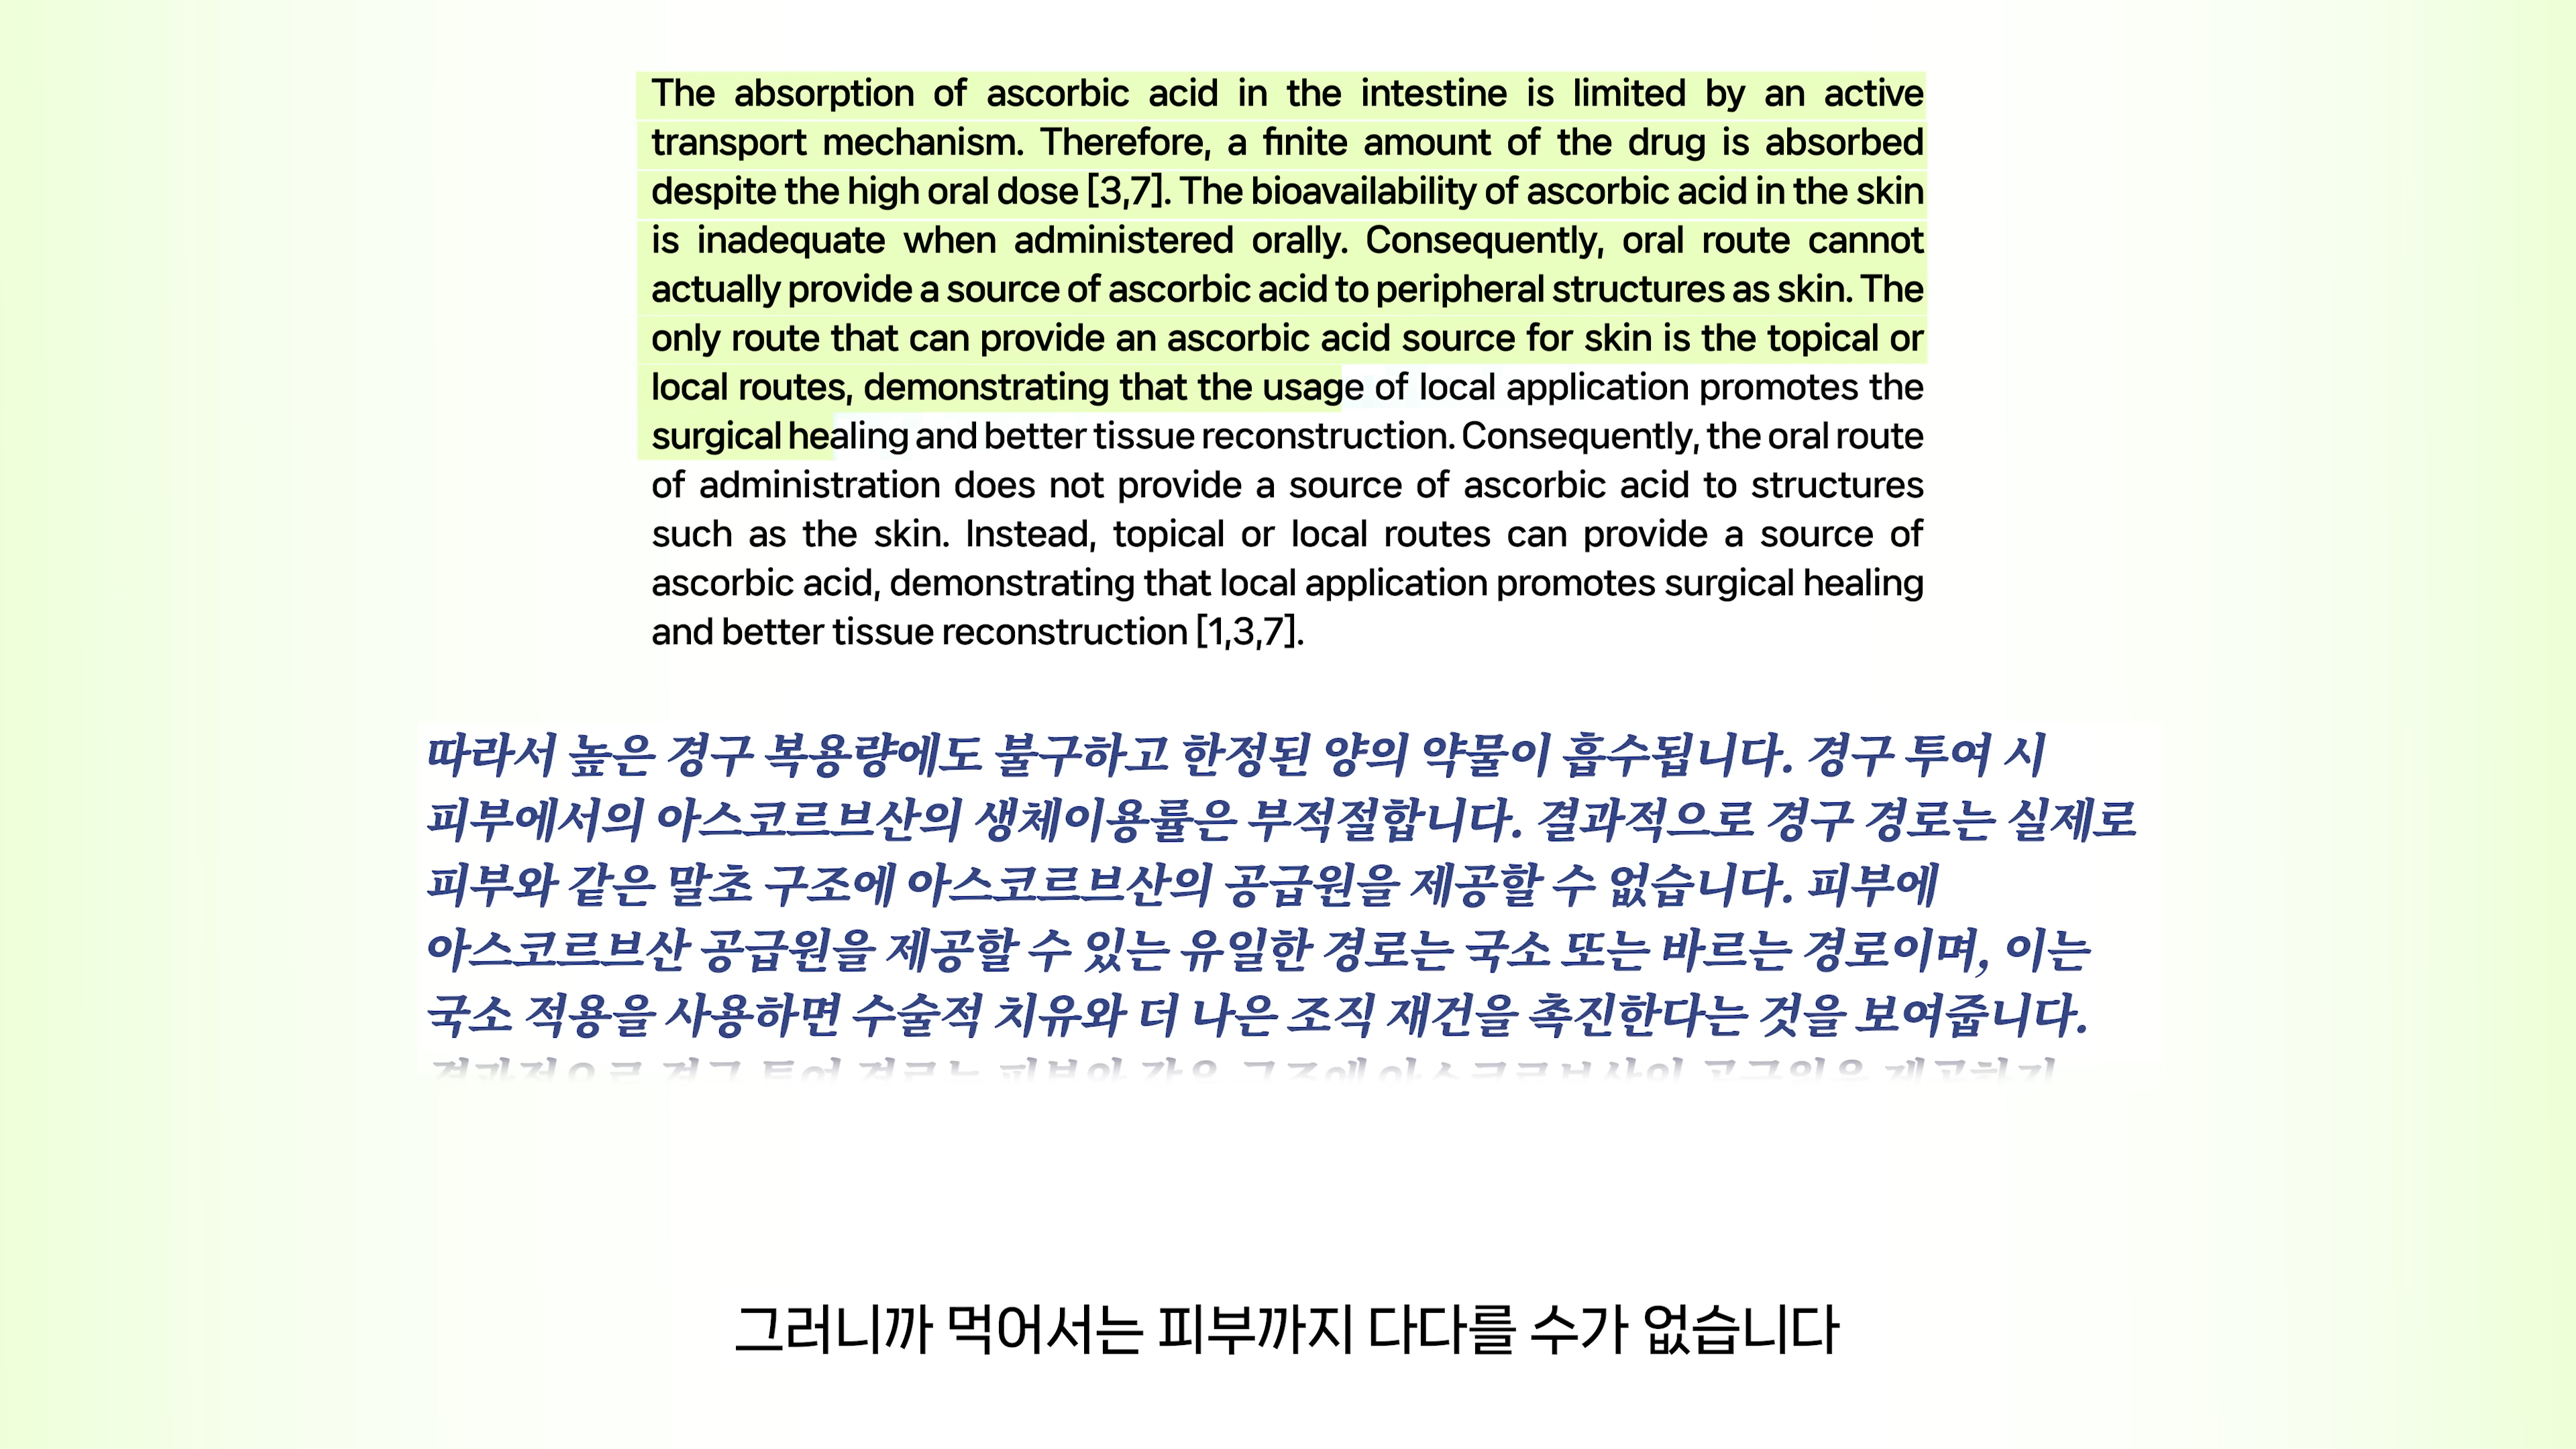 The absorption of ascorbic acid in the intestine is limited by an active
transport mechanism. Therefore, a finite amount of the drug is absorbed
despite the high oral dose [3,7]. The bioavailability of ascorbic acid in the skin
is inadequate when administered orally. Consequently, oral route cannot
actually provide a source of ascorbic acid to peripheral structures as skin. The
only route that can provide an ascorbic acid source for skin is the topical or
local routes, demonstrating that the usage of local application promotes the
surgical healing and better tissue reconstruction. Consequently, the oral route
of administration does not provide a source of ascorbic acid to structures
such as the skin. Instead, topical or local routes can provide a source of
ascorbic acid, demonstrating that local application promotes surgical healing
and better tissue reconstruction [1,3,7].
따라서 높은 경구 복용량에도 불구하고 한정된 양의 약물이 흡수됩니다. 경구 투여 시
피부에서의 아스코르브산의 생체이용률은 부적절합니다. 결과적으로 경구 경로는 실제로
피부와 같은 말초 구조에 아스코르브산의 공급원을 제공할 수 없습니다. 피부에
아스코르브산 공급원을 제공할 수 있는 유일한 경로는 국소 또는 바르는 경로이며, 이는
국소 적용을 사용하면 수술적 치유와 더 나은 조직 재건을 촉진한다는 것을 보여줍니다.
그러니까 먹어서는 피부까지 다다를 수가 없습니다